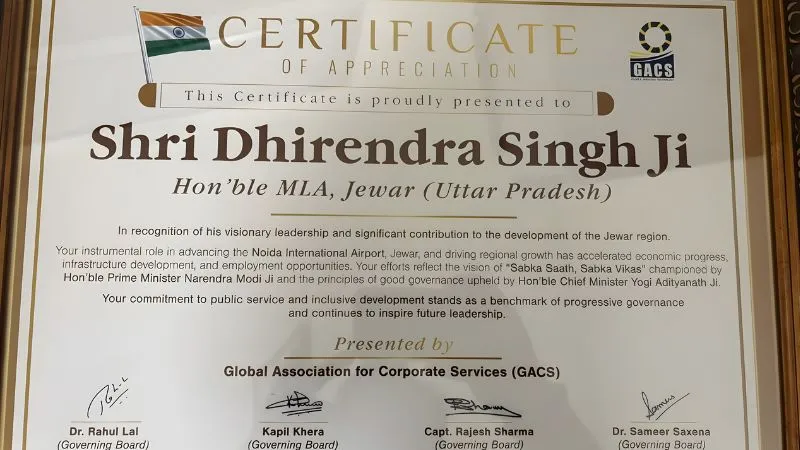 CERTIFICATE
OF APPRECIATION
GACS
This Certificate is proudly presented to
Shri Dhirendra Singh Ji
Hon'ble MLA, Jewar (Uttar Pradesh)
In recognition of his visionary leadership and significant contribution to the development of the Jewar region.
Your instrumental role in advancing the Noida International Airport, Jewar, and driving regional growth has accelerated economic progress,
infrastructure development, and employment opportunities. Your efforts reflect the vision of "Sabka Saath, Sabka Vikas" championed by
Hon'ble Prime Minister Narendra Modi Ji and the principles of good governance upheld by Hon'ble Chief Minister Yogi Adityanath Ji.
Your commitment to public service and inclusive development stands as a benchmark of progressive governance
and continues to inspire future leadership.
Presented by
Global Association for Corporate Services (GACS)
Dr. Rahul Lal
(Governing Board)
Kapil Khera
(Governing Board)
Capt. Rajesh Sharma
(Governing Board)
Dr. Sameer Saxena
(Governing Board)